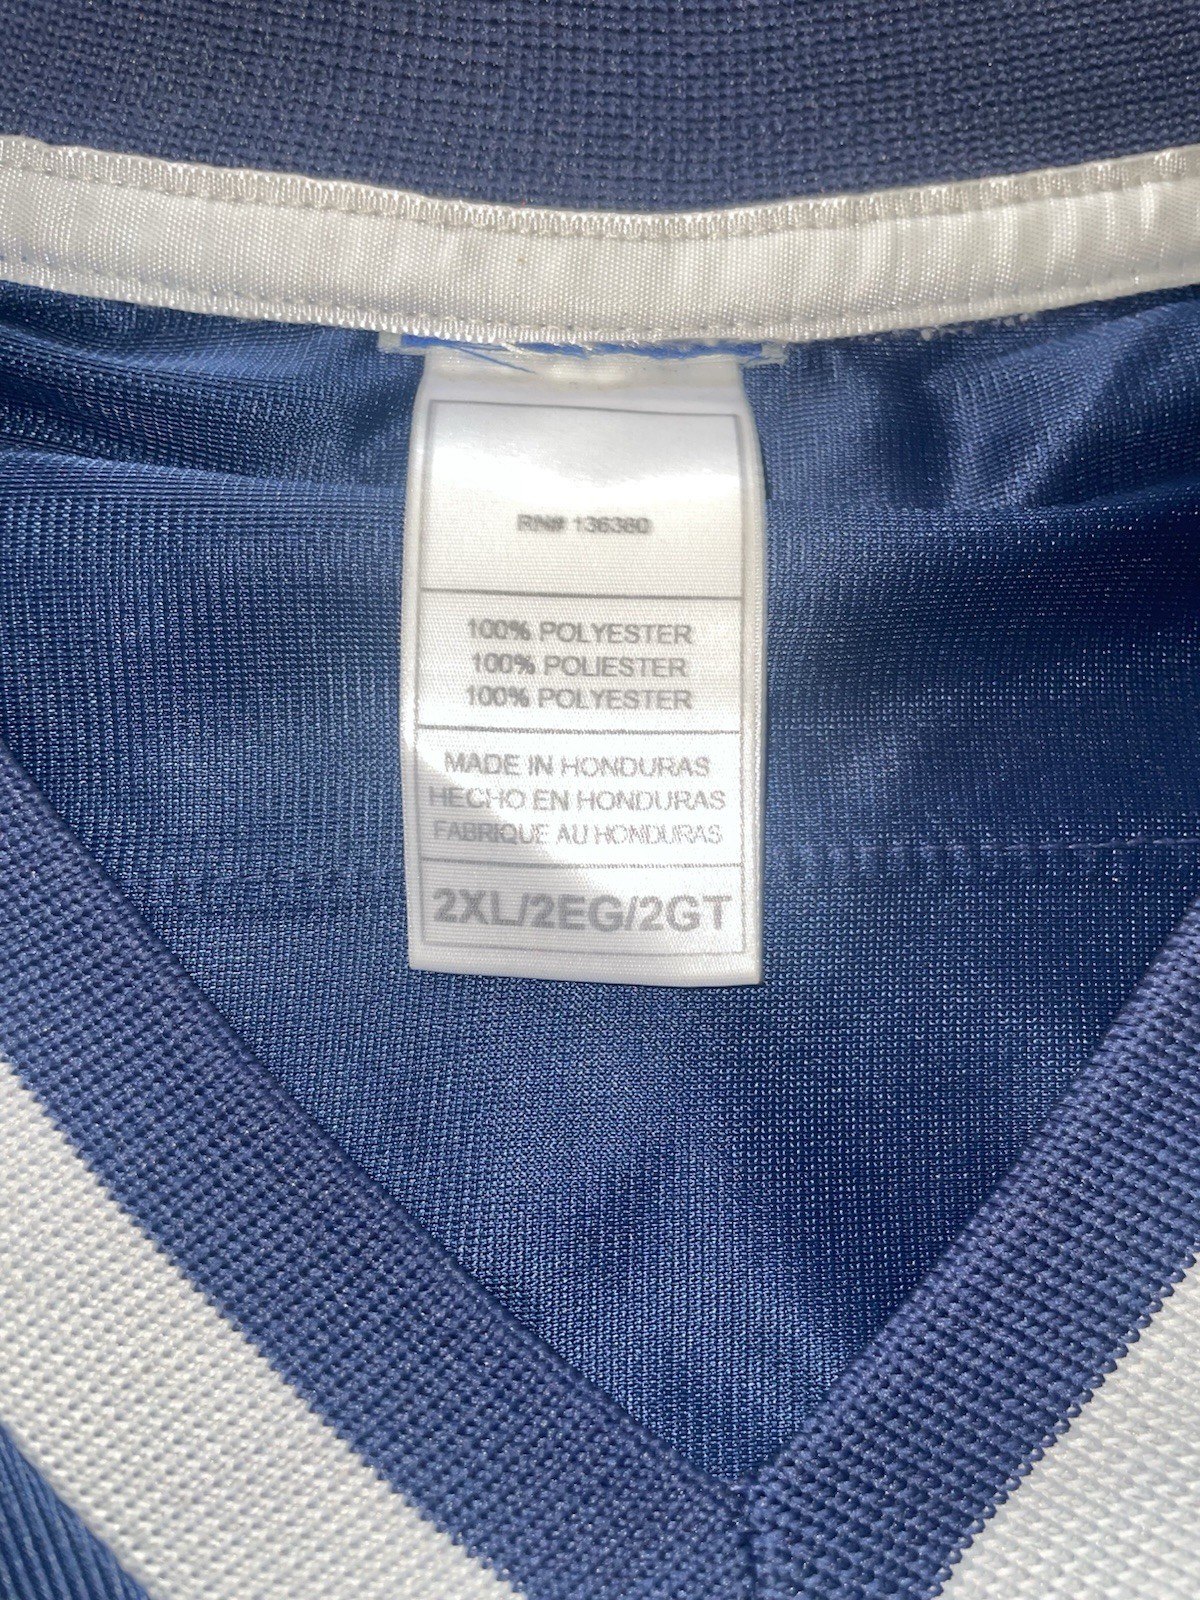 RN# 136380
100% POLYESTER
100% POLIESTER
100% POLYESTER
MADE IN HONDURAS
HECHO EN HONDURAS
FABRIQUE AU HONDURAS
2XL/2EG/2GT